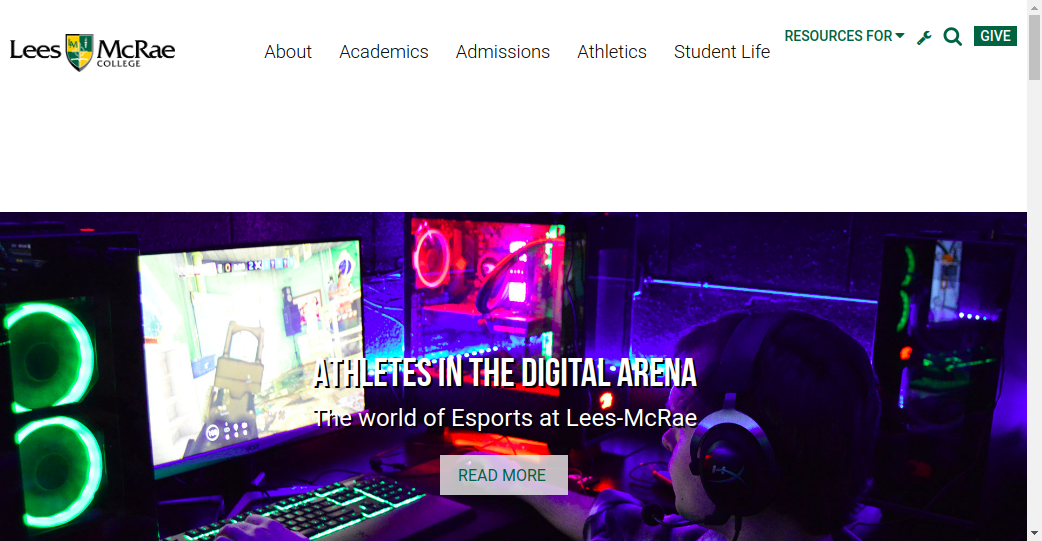 Lees McRae
COLLEGE
About
Academics
Admissions
Athletics
Student Life
RESOURCES FOR
GIVE
ATHLETES IN THE DIGITAL ARENA
The world of Esports at Lees-McRae
READ MORE